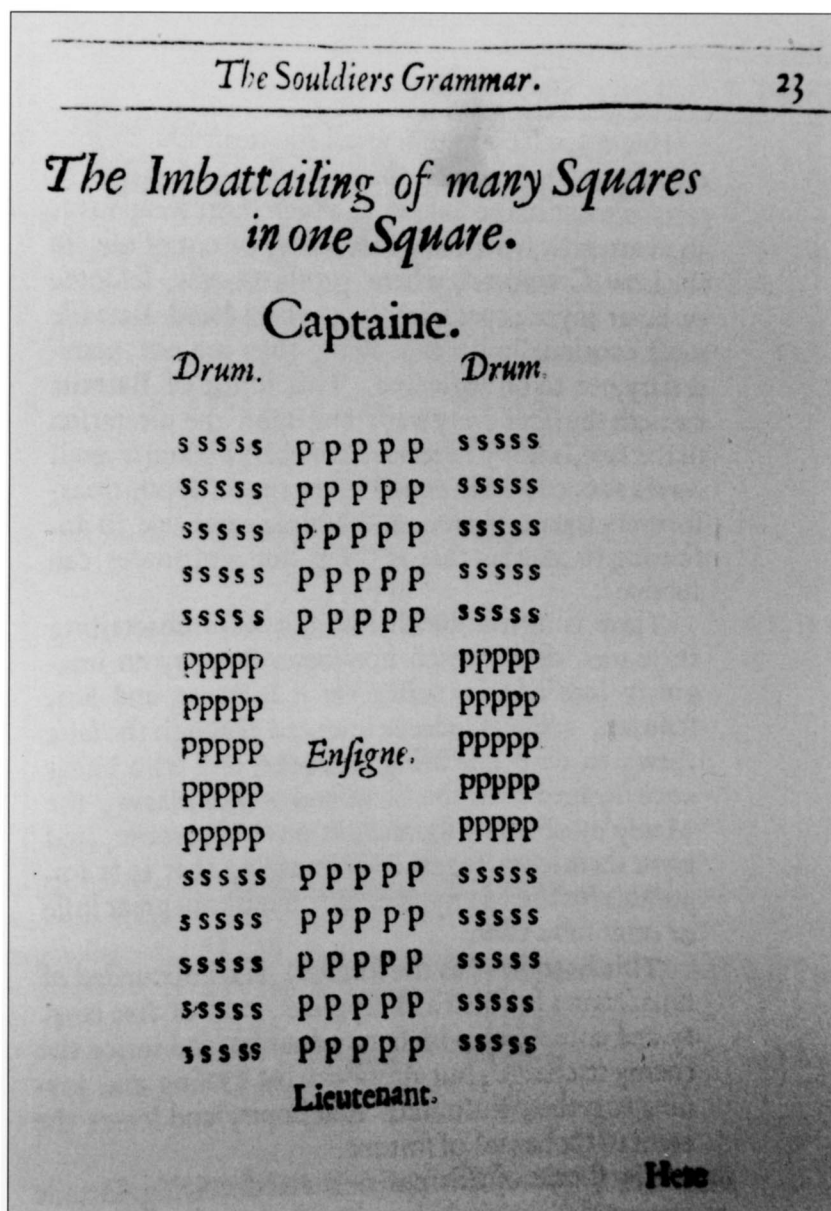 The Souldiers Grammar. 23
The Imbattailing of many Squares
in one Square.
Captaine.
Drum. Drum.
sssss ppppp sssss
sssss ppppp sssss
sssss ppppp sssss
sssss ppppp sssss
sssss ppppp sssss
ppppp ppppp
ppppp ppppp
ppppp Enſigne. ppppp
ppppp ppppp
ppppp ppppp
sssss ppppp sssss
sssss ppppp sssss
sssss ppppp sssss
sssss ppppp sssss
sssss ppppp sssss
Lieutenant.
Here